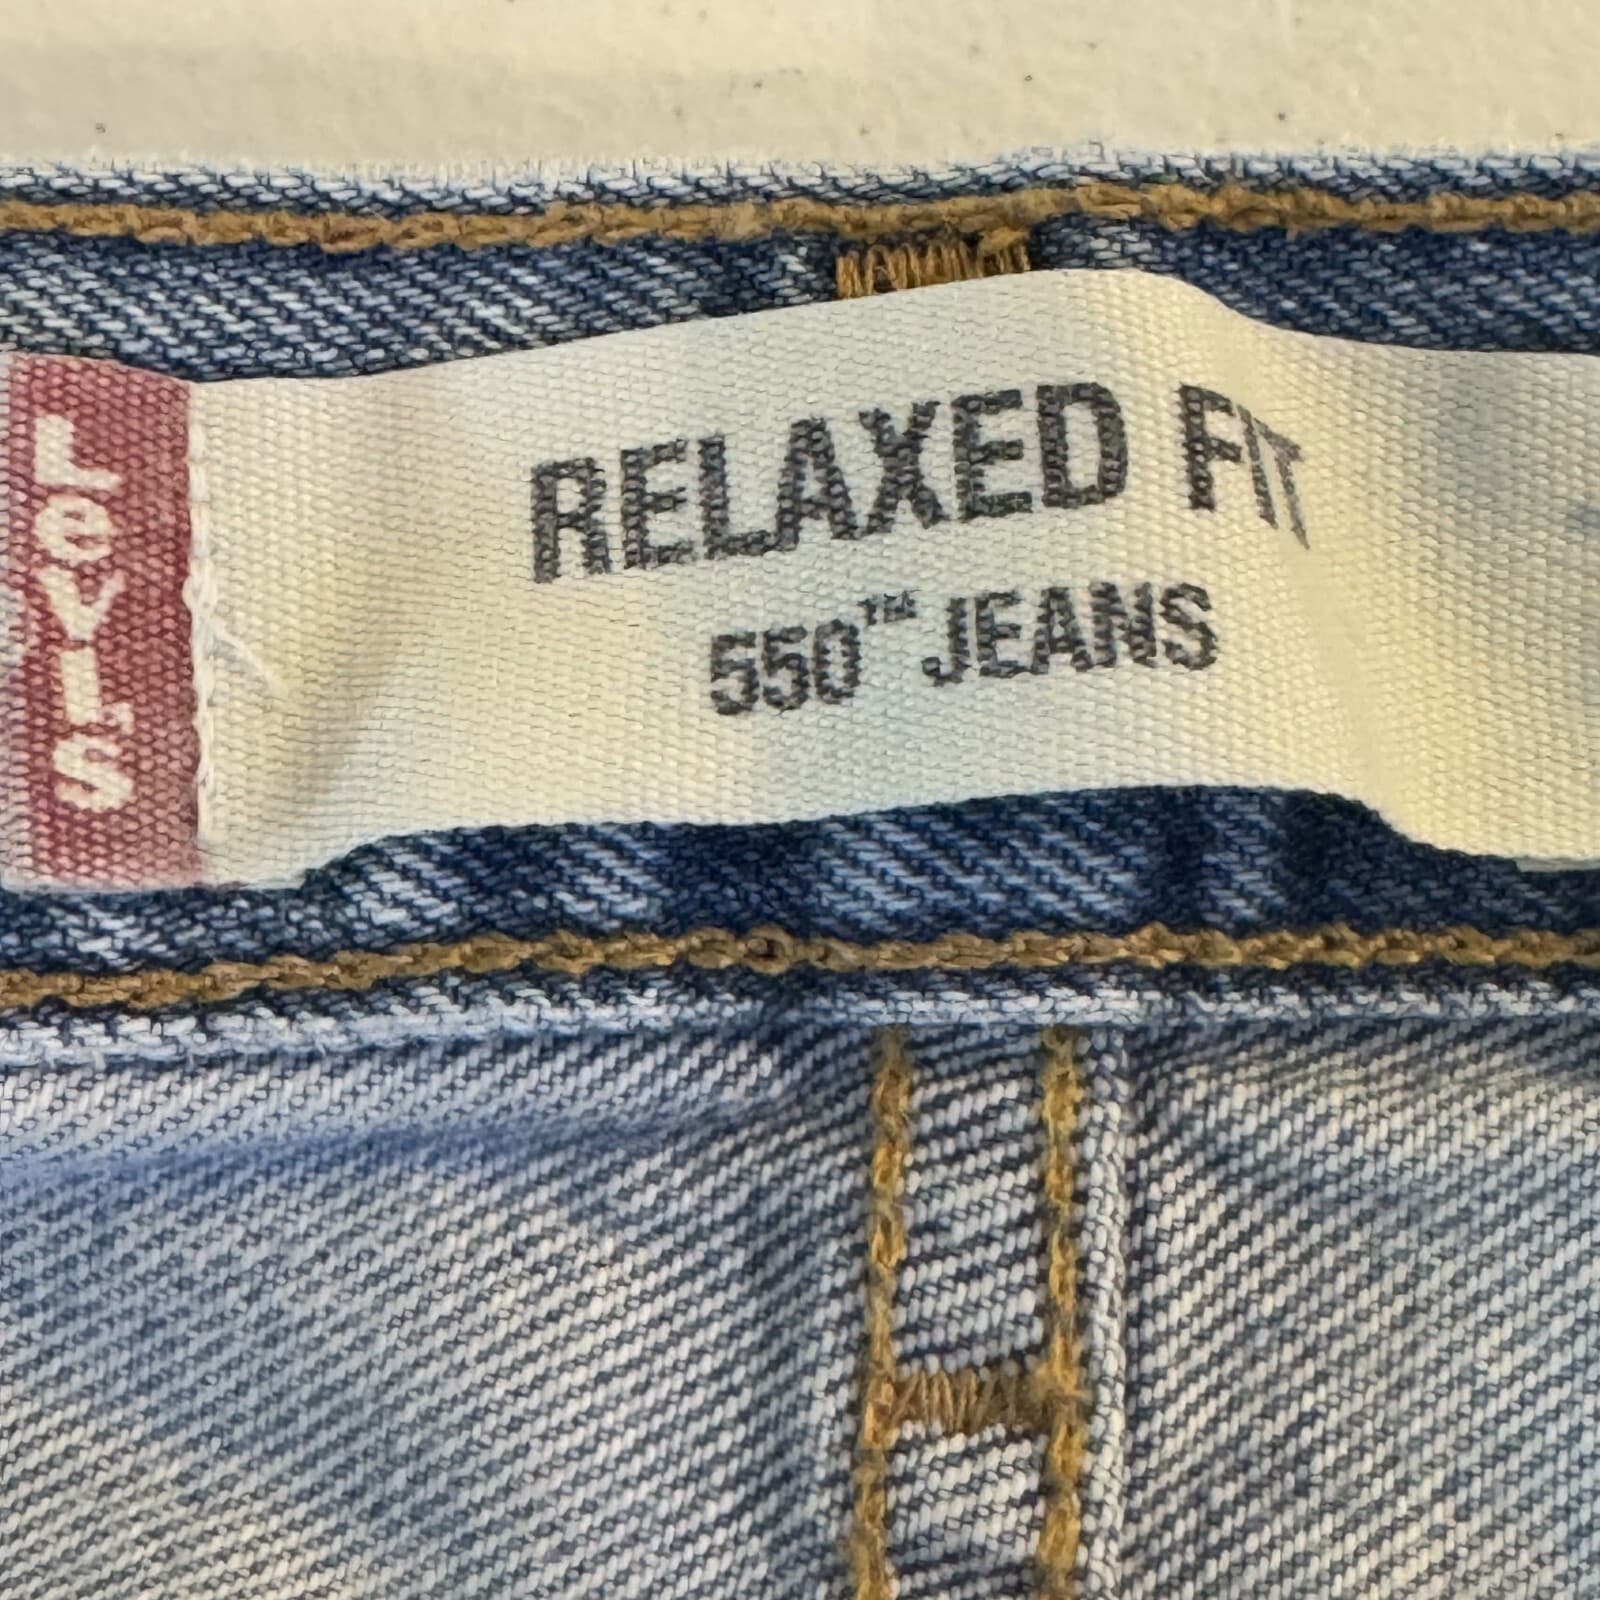 Levi's
RELAXED FIT
550™ JEANS